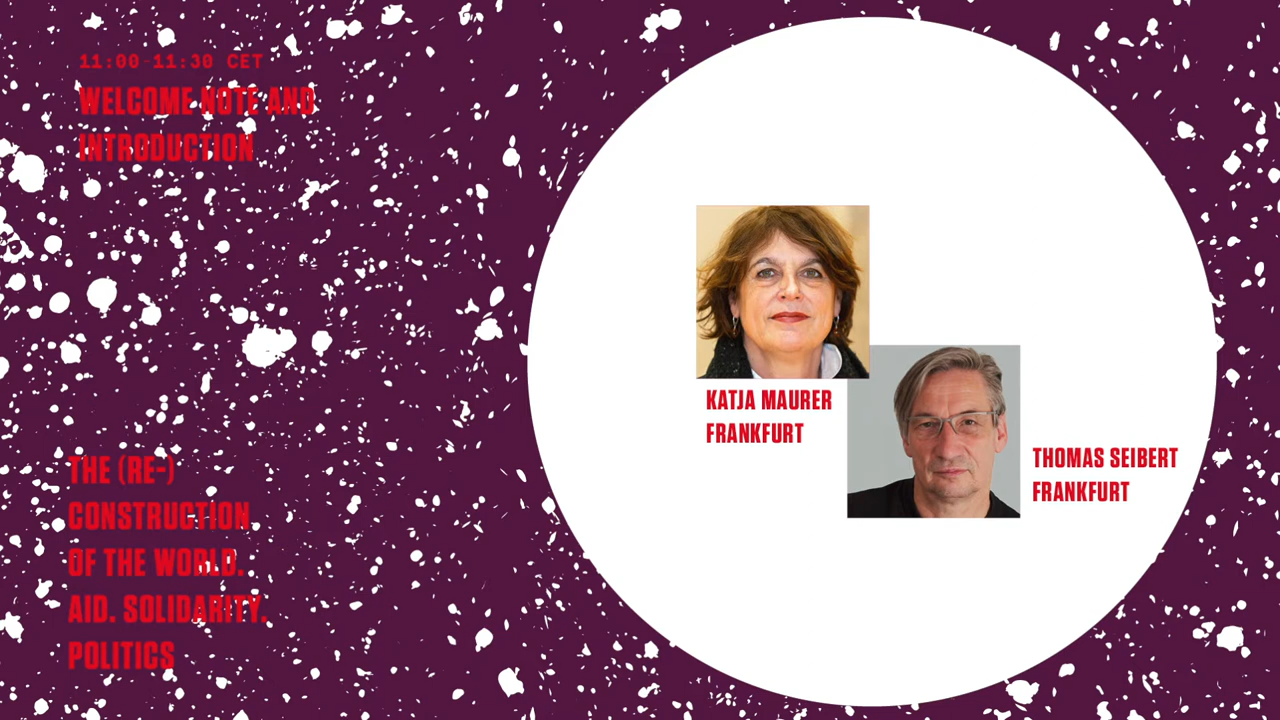 11:00-11:30 CET
WELCOME NOTE AND
INTRODUCTION
THE (RE-)
CONSTRUCTION
OF THE WORLD.
AID. SOLIDARITY.
POLITICS
KATJA MAURER
FRANKFURT
THOMAS SEIBERT
FRANKFURT